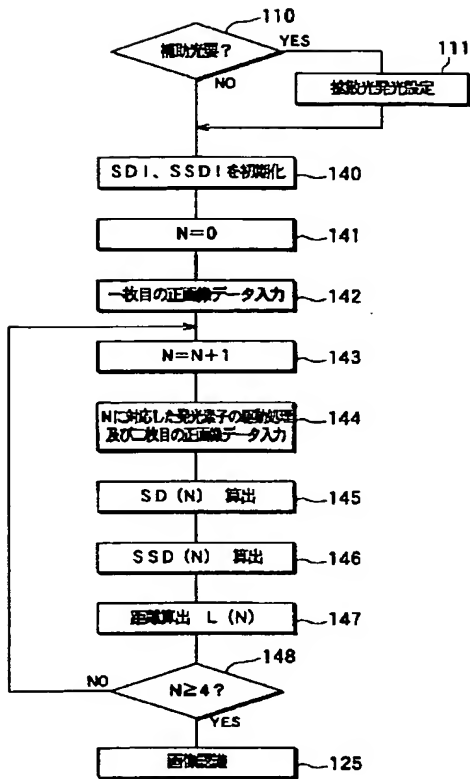 110
補助光要？
YES
111
NO
拡散光発光設定
SDI、SSDIを初期化
140
N=0
141
一枚目の正画像データ入力
142
N=N+1
143
Nに対応した発光素子の駆動処理
及び二枚目の正画像データ入力
144
SD(N) 算出
145
SSD(N) 算出
146
距離算出 L(N)
147
148
NO
N≧4?
YES
画像認識
125